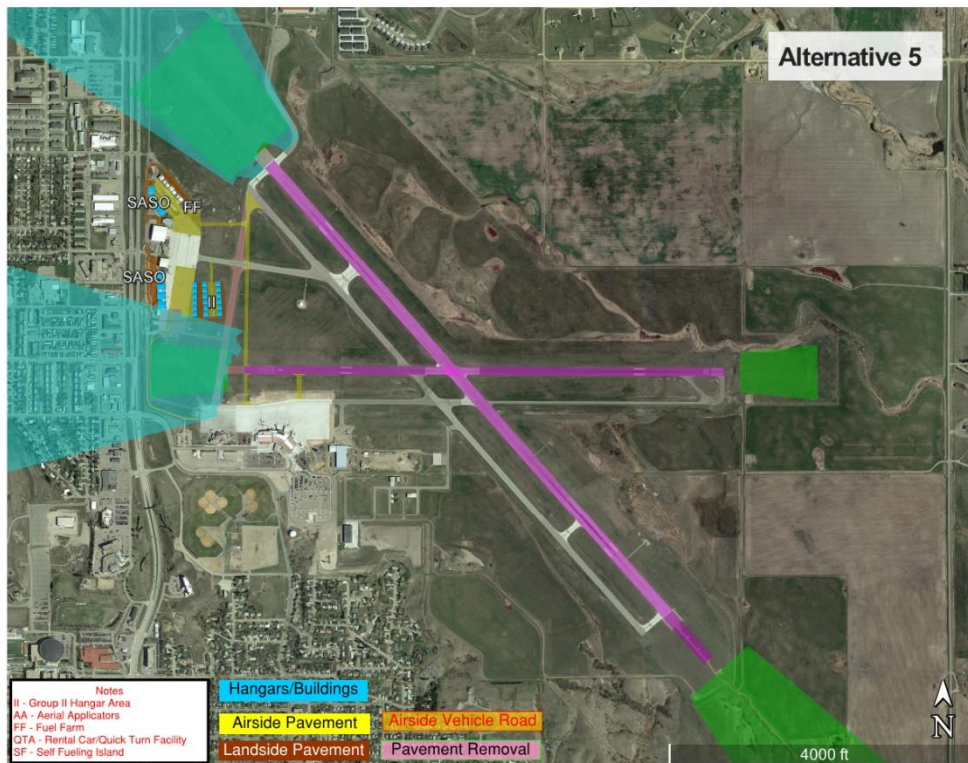 Alternative 5
SASO
FF
SASO
II
Notes
II - Group II Hangar Area
AA - Aerial Applicators
FF - Fuel Farm
QTA - Rental Car/Quick Turn Facility
SF - Self Fueling Island
Hangars/Buildings
Airside Pavement
Airside Vehicle Road
Landside Pavement
Pavement Removal
N
4000 ft